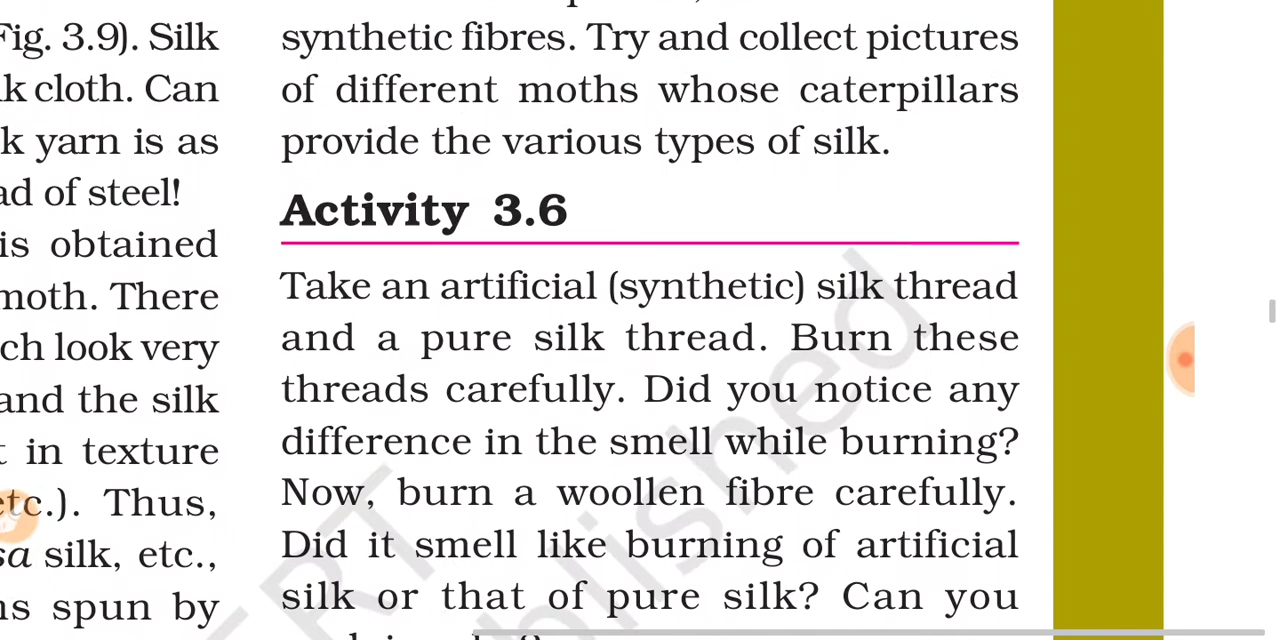 Fig. 3.9). Silk
k cloth. Can
k yarn is as
ad of steel!
is obtained
moth. There
ch look very
and the silk
t in texture
etc.). Thus,
sa silk, etc.,
ns spun by
synthetic fibres. Try and collect pictures
of different moths whose caterpillars
provide the various types of silk.
Activity 3.6
Take an artificial (synthetic) silk thread
and a pure silk thread. Burn these
threads carefully. Did you notice any
difference in the smell while burning?
Now, burn a woollen fibre carefully.
Did it smell like burning of artificial
silk or that of pure silk? Can you